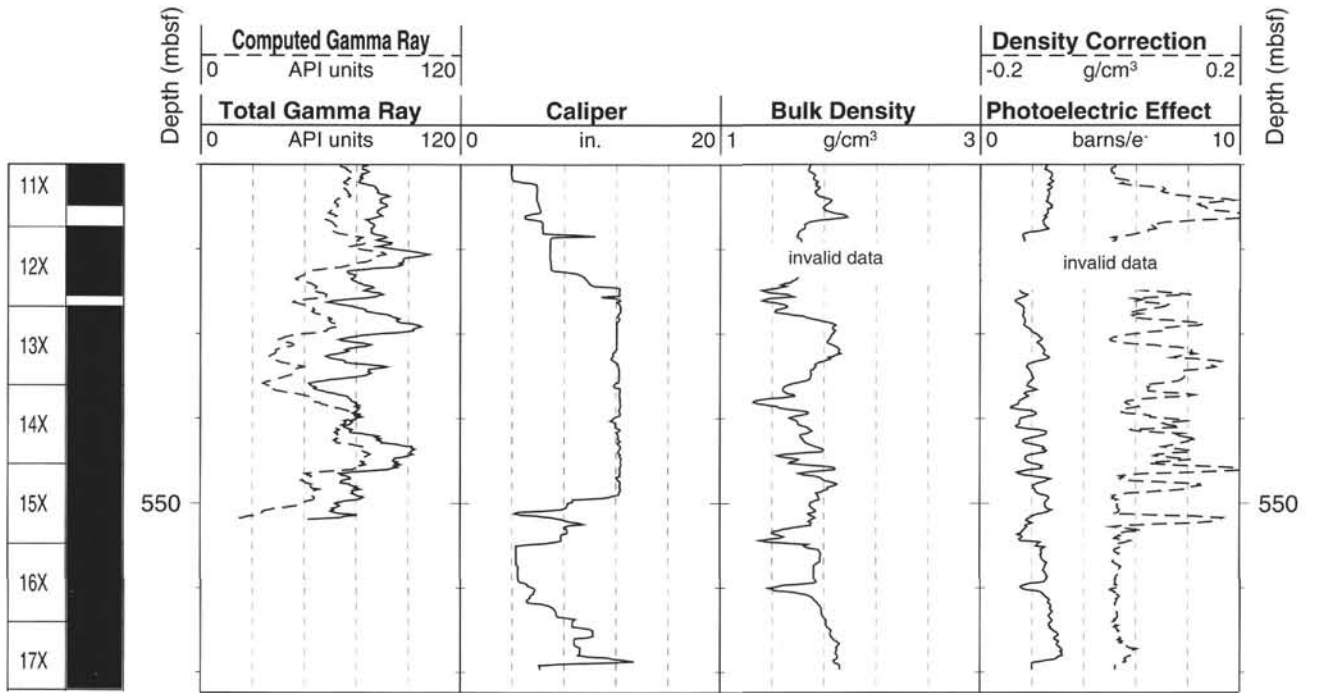 Computed Gamma Ray
0 API units 120
Density Correction
-0.2 g/cm³ 0.2
Depth (mbsf)
Total Gamma Ray
0 API units 120
Caliper
0 in. 20
Bulk Density
1 g/cm³ 3
Photoelectric Effect
0 barns/e⁻ 10
Depth (mbsf)
11X
12X
13X
14X
15X
16X
17X
invalid data
invalid data
550
550